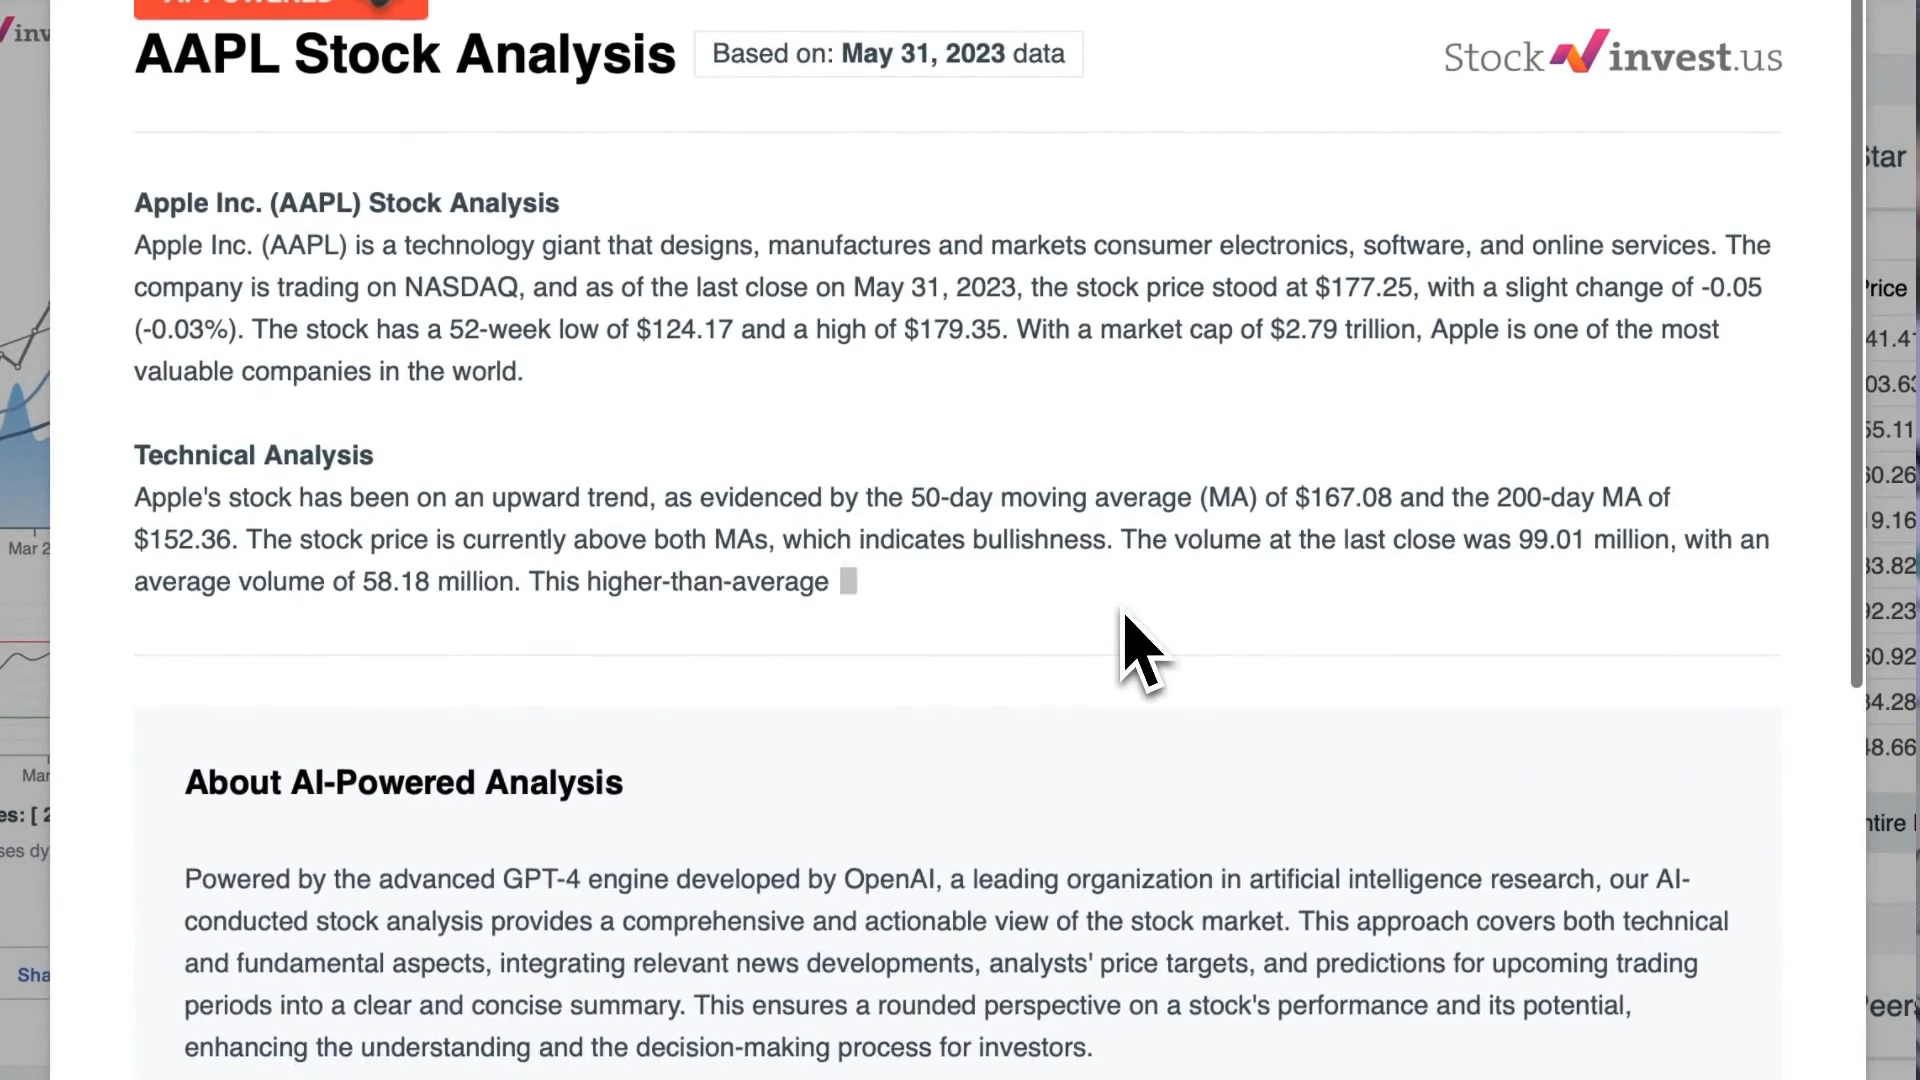 AAPL Stock Analysis
Based on: May 31, 2023 data
Stock invest.us
Apple Inc. (AAPL) Stock Analysis
Apple Inc. (AAPL) is a technology giant that designs, manufactures and markets consumer electronics, software, and online services. The
company is trading on NASDAQ, and as of the last close on May 31, 2023, the stock price stood at $177.25, with a slight change of -0.05
(-0.03%). The stock has a 52-week low of $124.17 and a high of $179.35. With a market cap of $2.79 trillion, Apple is one of the most
valuable companies in the world.
Technical Analysis
Apple's stock has been on an upward trend, as evidenced by the 50-day moving average (MA) of $167.08 and the 200-day MA of
$152.36. The stock price is currently above both MAs, which indicates bullishness. The volume at the last close was 99.01 million, with an
average volume of 58.18 million. This higher-than-average
About AI-Powered Analysis
Powered by the advanced GPT-4 engine developed by OpenAI, a leading organization in artificial intelligence research, our AI-
conducted stock analysis provides a comprehensive and actionable view of the stock market. This approach covers both technical
and fundamental aspects, integrating relevant news developments, analysts' price targets, and predictions for upcoming trading
periods into a clear and concise summary. This ensures a rounded perspective on a stock's performance and its potential,
enhancing the understanding and the decision-making process for investors.